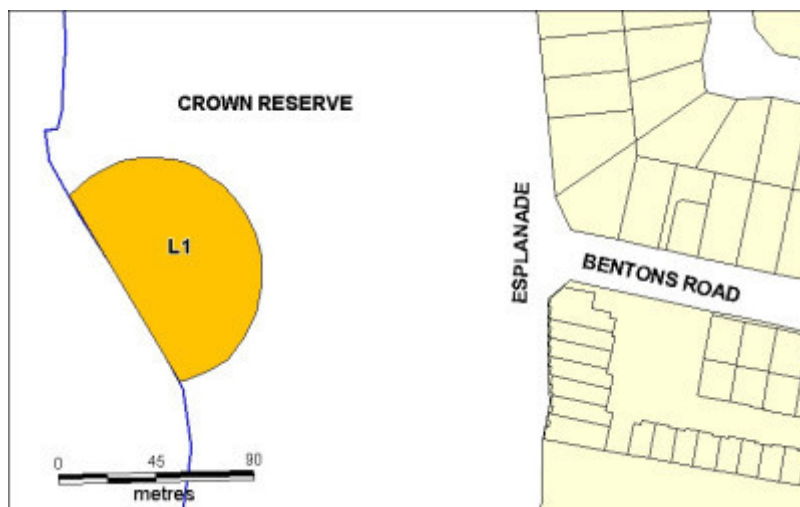 CROWN RESERVE
L1
ESPLANADE
BENTONS ROAD
0 45 90
metres